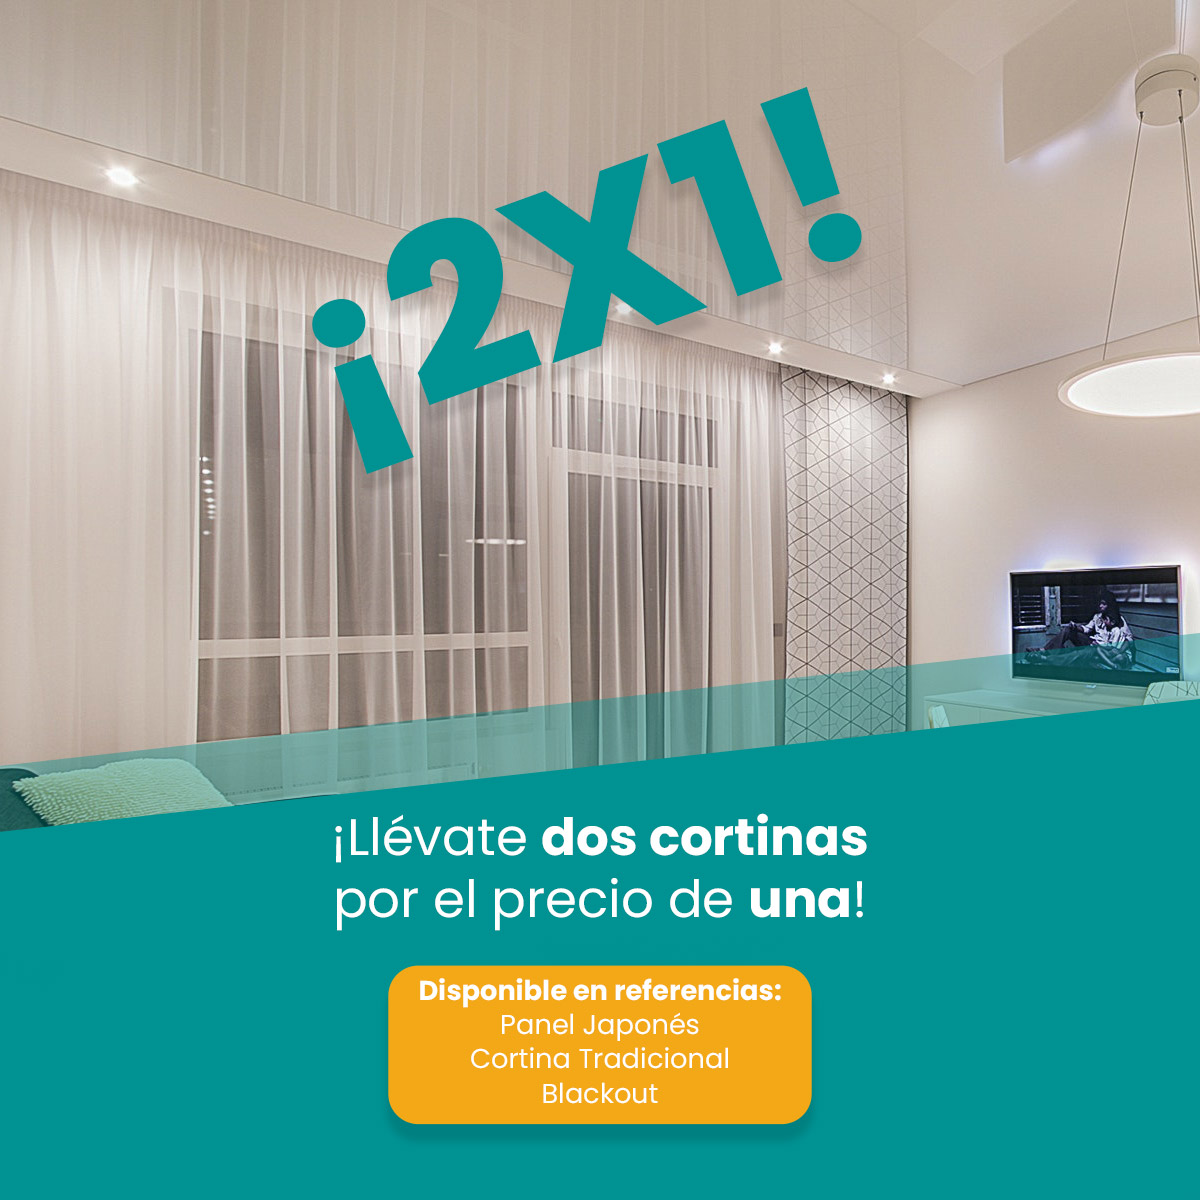 ¡2X1!
¡Llévate dos cortinas
por el precio de una!
Disponible en referencias:
Panel Japonés
Cortina Tradicional
Blackout